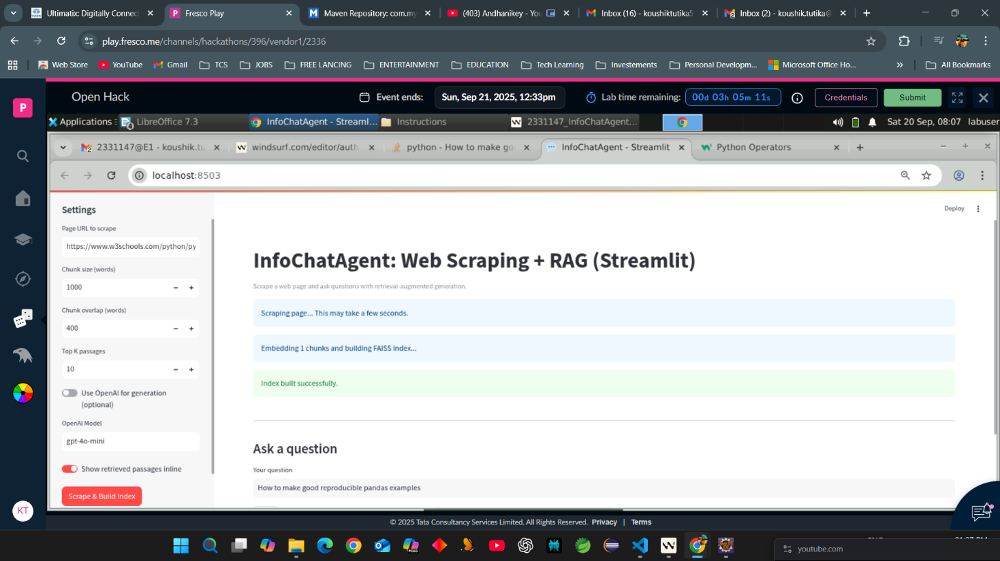 Ultimatix: Digitally Connect
Fresco Play
Maven Repository: com.my
(403) Andhanikey - You
Inbox (16) - koushiktutika5
Inbox (2) - koushik.tutika@
play.fresco.me/channels/hackathons/396/vendor1/2336
Web Store
YouTube
Gmail
TCS
JOBS
FREE LANCING
ENTERTAINMENT
EDUCATION
Tech Learning
Investements
Personal Developm...
Microsoft Office Ho...
»
All Bookmarks
P
Open Hack
Event ends:
Sun, Sep 21, 2025, 12:33pm
Lab time remaining:
00d 03h 05m 11s
Credentials
Submit
Applications
LibreOffice 7.3
InfoChatAgent - Streaml...
Instructions
2331147_InfoChatAgent...
Sat 20 Sep, 08:07
labuser
2331147@E1 - koushik.tu
windsurf.com/editor/auth
python - How to make go
InfoChatAgent - Streamlit
Python Operators
localhost:8503
Settings
Page URL to scrape
https://www.w3schools.com/python/py
Chunk size (words)
1000
Chunk overlap (words)
400
Top K passages
10
Use OpenAI for generation
(optional)
OpenAI Model
gpt-4o-mini
Show retrieved passages inline
Scrape & Build Index
Deploy
InfoChatAgent: Web Scraping + RAG (Streamlit)
Scrape a web page and ask questions with retrieval-augmented generation.
Scraping page... This may take a few seconds.
Embedding 1 chunks and building FAISS index...
Index built successfully.
Ask a question
Your question
How to make good reproducible pandas examples
KT
© 2025 Tata Consultancy Services Limited. All Rights Reserved. Privacy | Terms
youtube.com